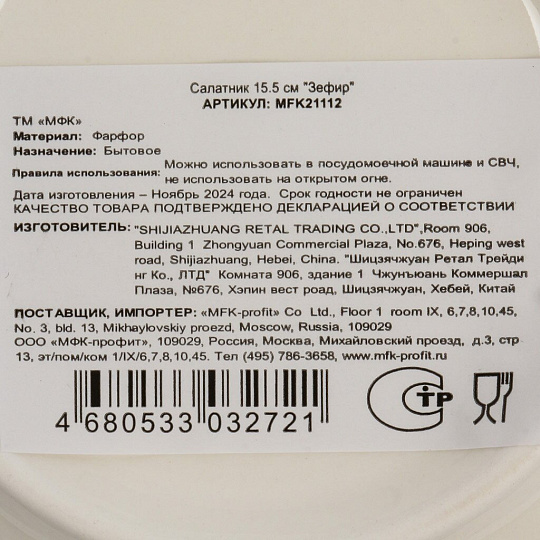 Салатник 15.5 см "Зефир"
АРТИКУЛ: MFK21112
ТМ «МФК»
Материал: Фарфор
Назначение: Бытовое
Правила использования: Можно использовать в посудомоечной машине и СВЧ,
не использовать на открытом огне.
Дата изготовления – Ноябрь 2024 года. Срок годности не ограничен
КАЧЕСТВО ТОВАРА ПОДТВЕРЖДЕНО ДЕКЛАРАЦИЕЙ О СООТВЕТСТВИИ
ИЗГОТОВИТЕЛЬ: "SHIJIAZHUANG RETAL TRADING CO.,LTD",Room 906,
Building 1 Zhongyuan Commercial Plaza, No.676, Heping west
road, Shijiazhuang, Hebei, China. "Шицзячжуан Ретал Трейди
нг Ко., ЛТД" Комната 906, здание 1 Чжунъюань Коммершал
Плаза, №676, Хэпин вест роад, Шицзячжуан, Хебей, Китай
ПОСТАВЩИК, ИМПОРТЕР: «MFK-profit» Co Ltd., Floor 1 room IX, 6,7,8,10,45,
No. 3, bld. 13, Mikhaylovskiy proezd, Moscow, Russia, 109029
ООО «МФК-профит», 109029, Россия, Москва, Михайловский проезд, д.3, стр
13, эт/пом/ком 1/IX/6,7,8,10,45. Тел (495) 786-3658, www.mfk-profit.ru
4 680533 032721
СТР